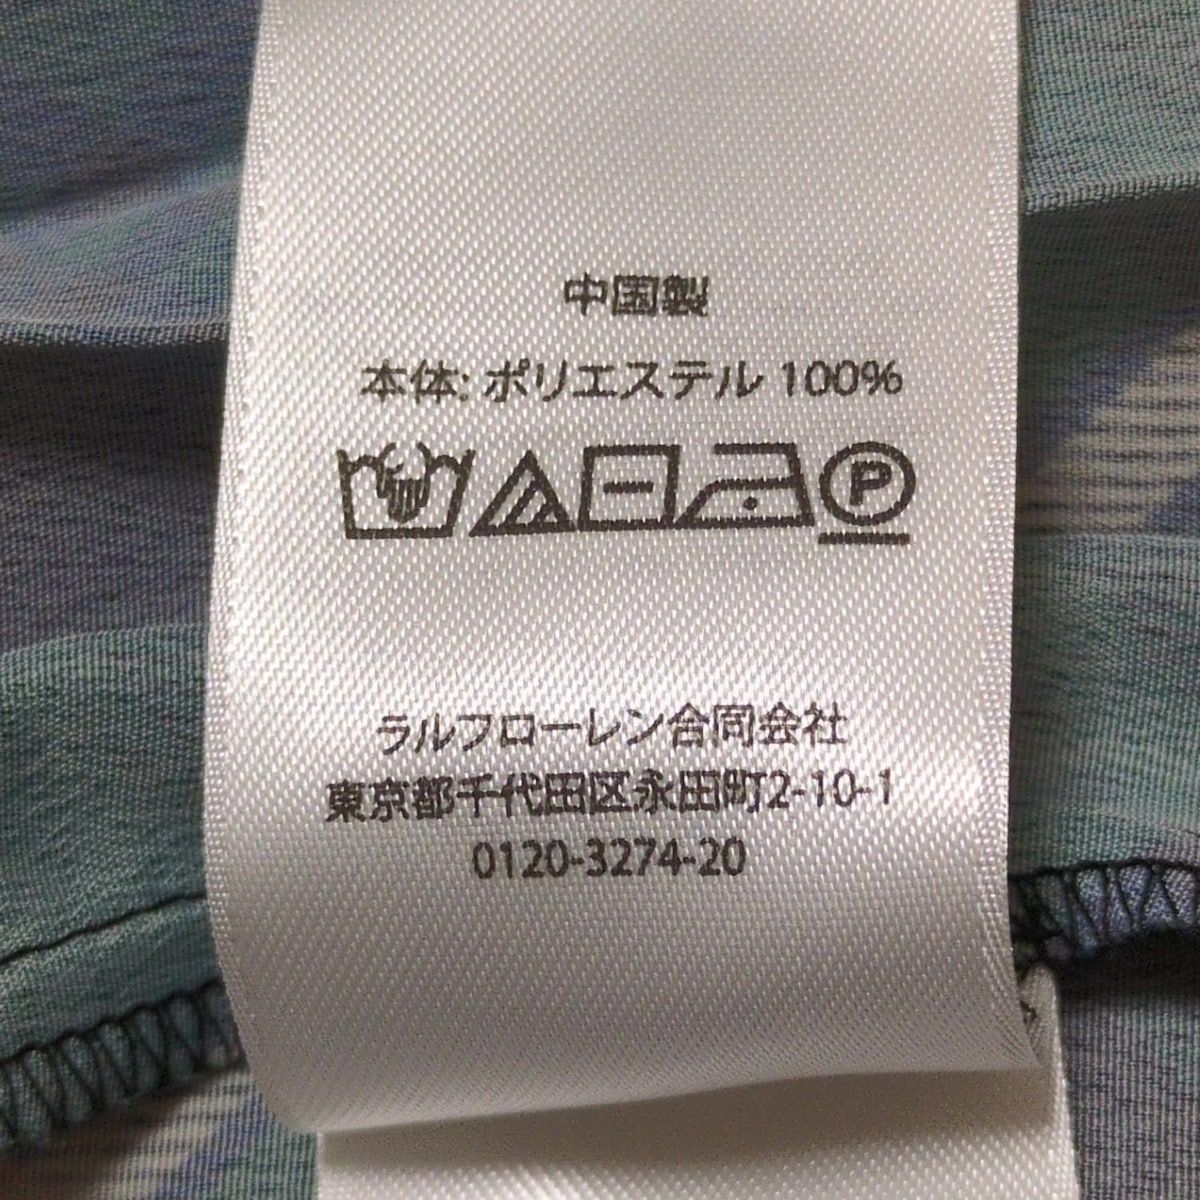 中国製
本体: ポリエステル 100%
P
ラルフローレン合同会社
東京都千代田区永田町2-10-1
0120-3274-20